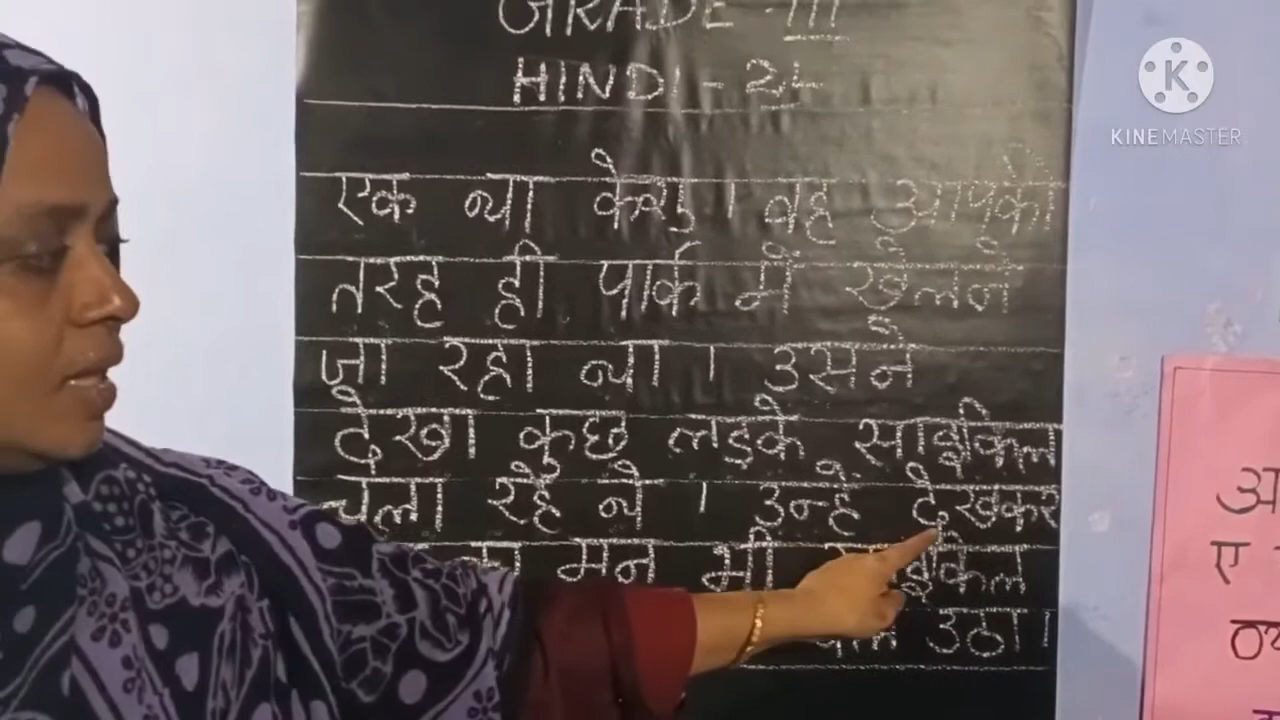 GRADE - III
HINDI - 2L
एक था केशु । वह आपको
तरह ही पार्क में खेलने
जा रहा था । उसने
देखा कुछ लड़के साइकिल
चला रहे थे । उन्हे देखकर
मन भी साइकिल
उठा ।
KINEMASTER
अ
ए